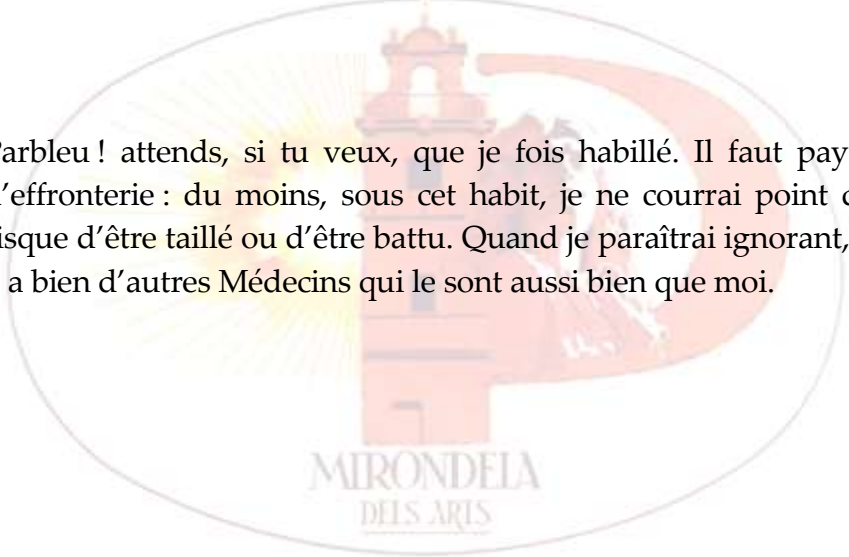 arbleu ! attends, si tu veux, que je fois habillé. Il faut pay
l'effronterie : du moins, sous cet habit, je ne courrai point
isque d'être taillé ou d'être battu. Quand je paraîtrai ignorant,
a bien d'autres Médecins qui le sont aussi bien que moi.
MIRONDELA
DELS ARTS